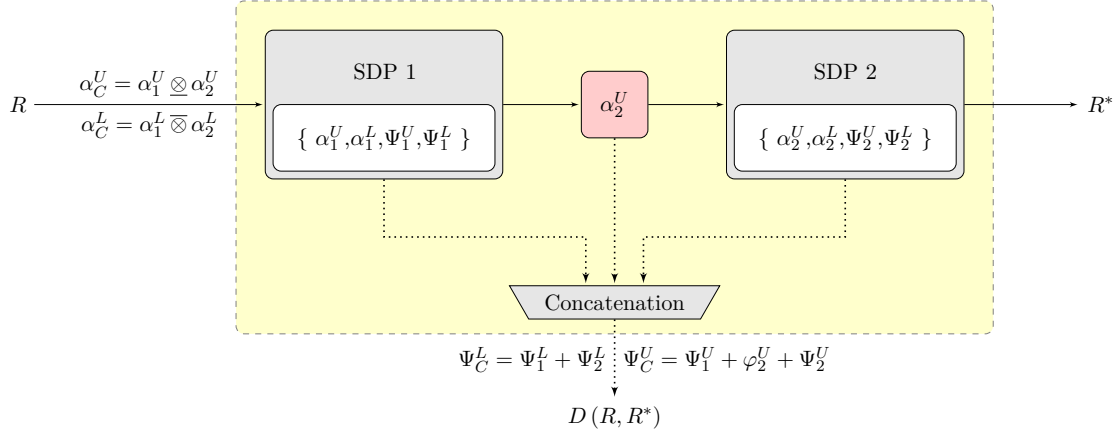 SDP 1
SDP 2
α_C^U = α_1^U ⊗̲ α_2^U
R
α_2^U
R*
α_C^L = α_1^L ⊗̅ α_2^L
{ α_1^U,α_1^L,Ψ_1^U,Ψ_1^L }
{ α_2^U,α_2^L,Ψ_2^U,Ψ_2^L }
Concatenation
Ψ_C^L = Ψ_1^L + Ψ_2^L
Ψ_C^U = Ψ_1^U + φ_2^U + Ψ_2^U
D (R, R*)